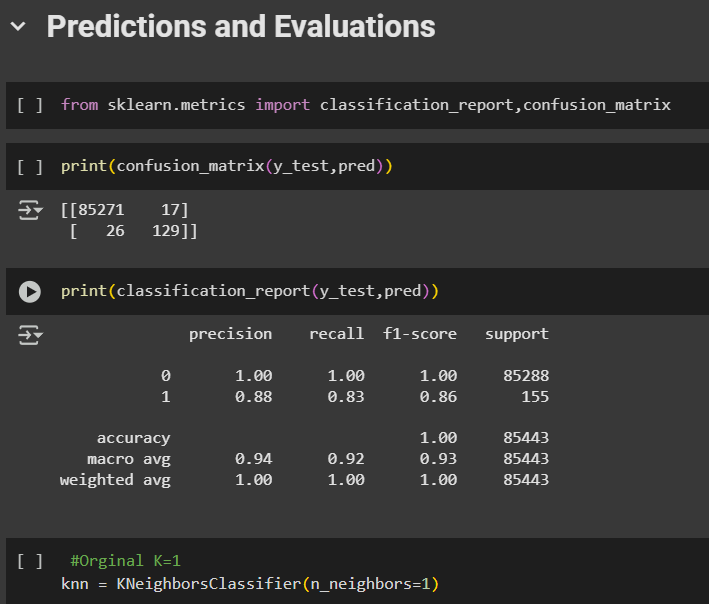 Predictions and Evaluations
[ ] from sklearn.metrics import classification_report,confusion_matrix
[ ] print(confusion_matrix(y_test,pred))
[[85271    17]
 [   26   129]]
print(classification_report(y_test,pred))
precision    recall  f1-score   support
0       1.00      1.00      1.00     85288
1       0.88      0.83      0.86       155
accuracy                           1.00     85443
macro avg       0.94      0.92      0.93     85443
weighted avg       1.00      1.00      1.00     85443
[ ] #Orginal K=1
knn = KNeighborsClassifier(n_neighbors=1)